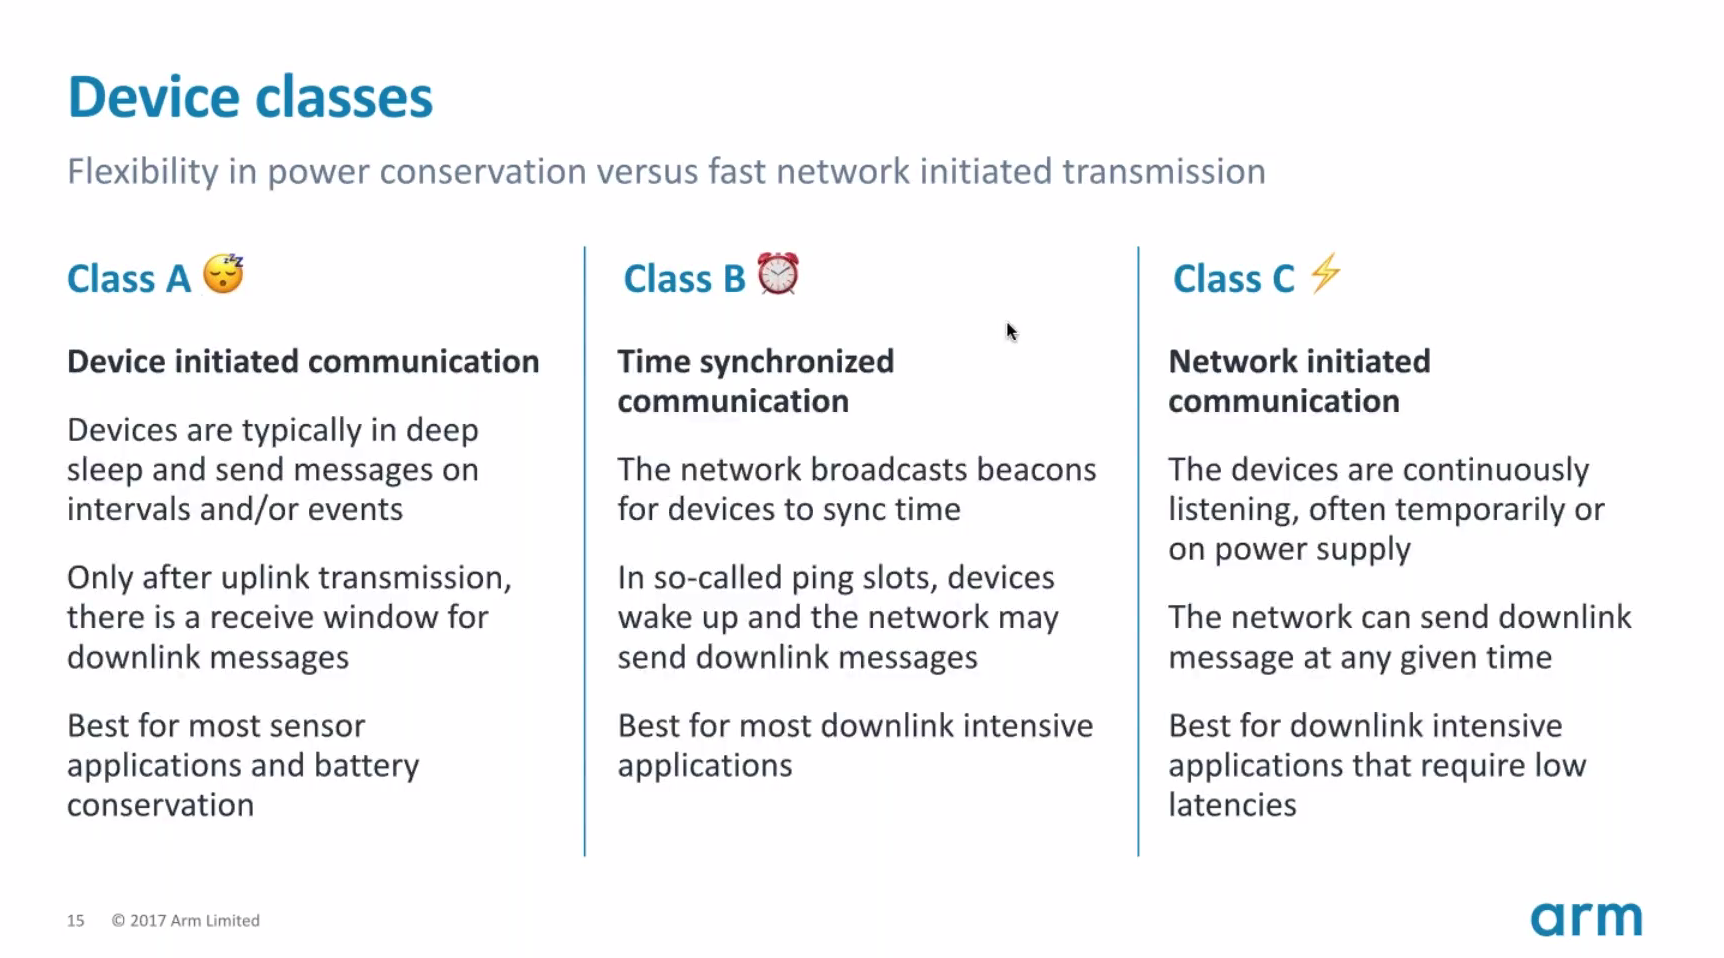 Device classes
Flexibility in power conservation versus fast network initiated transmission
Class A
Device initiated communication
Devices are typically in deep
sleep and send messages on
intervals and/or events
Only after uplink transmission,
there is a receive window for
downlink messages
Best for most sensor
applications and battery
conservation
Class B
Time synchronized
communication
The network broadcasts beacons
for devices to sync time
In so-called ping slots, devices
wake up and the network may
send downlink messages
Best for most downlink intensive
applications
Class C
Network initiated
communication
The devices are continuously
listening, often temporarily or
on power supply
The network can send downlink
message at any given time
Best for downlink intensive
applications that require low
latencies
15 © 2017 Arm Limited
arm